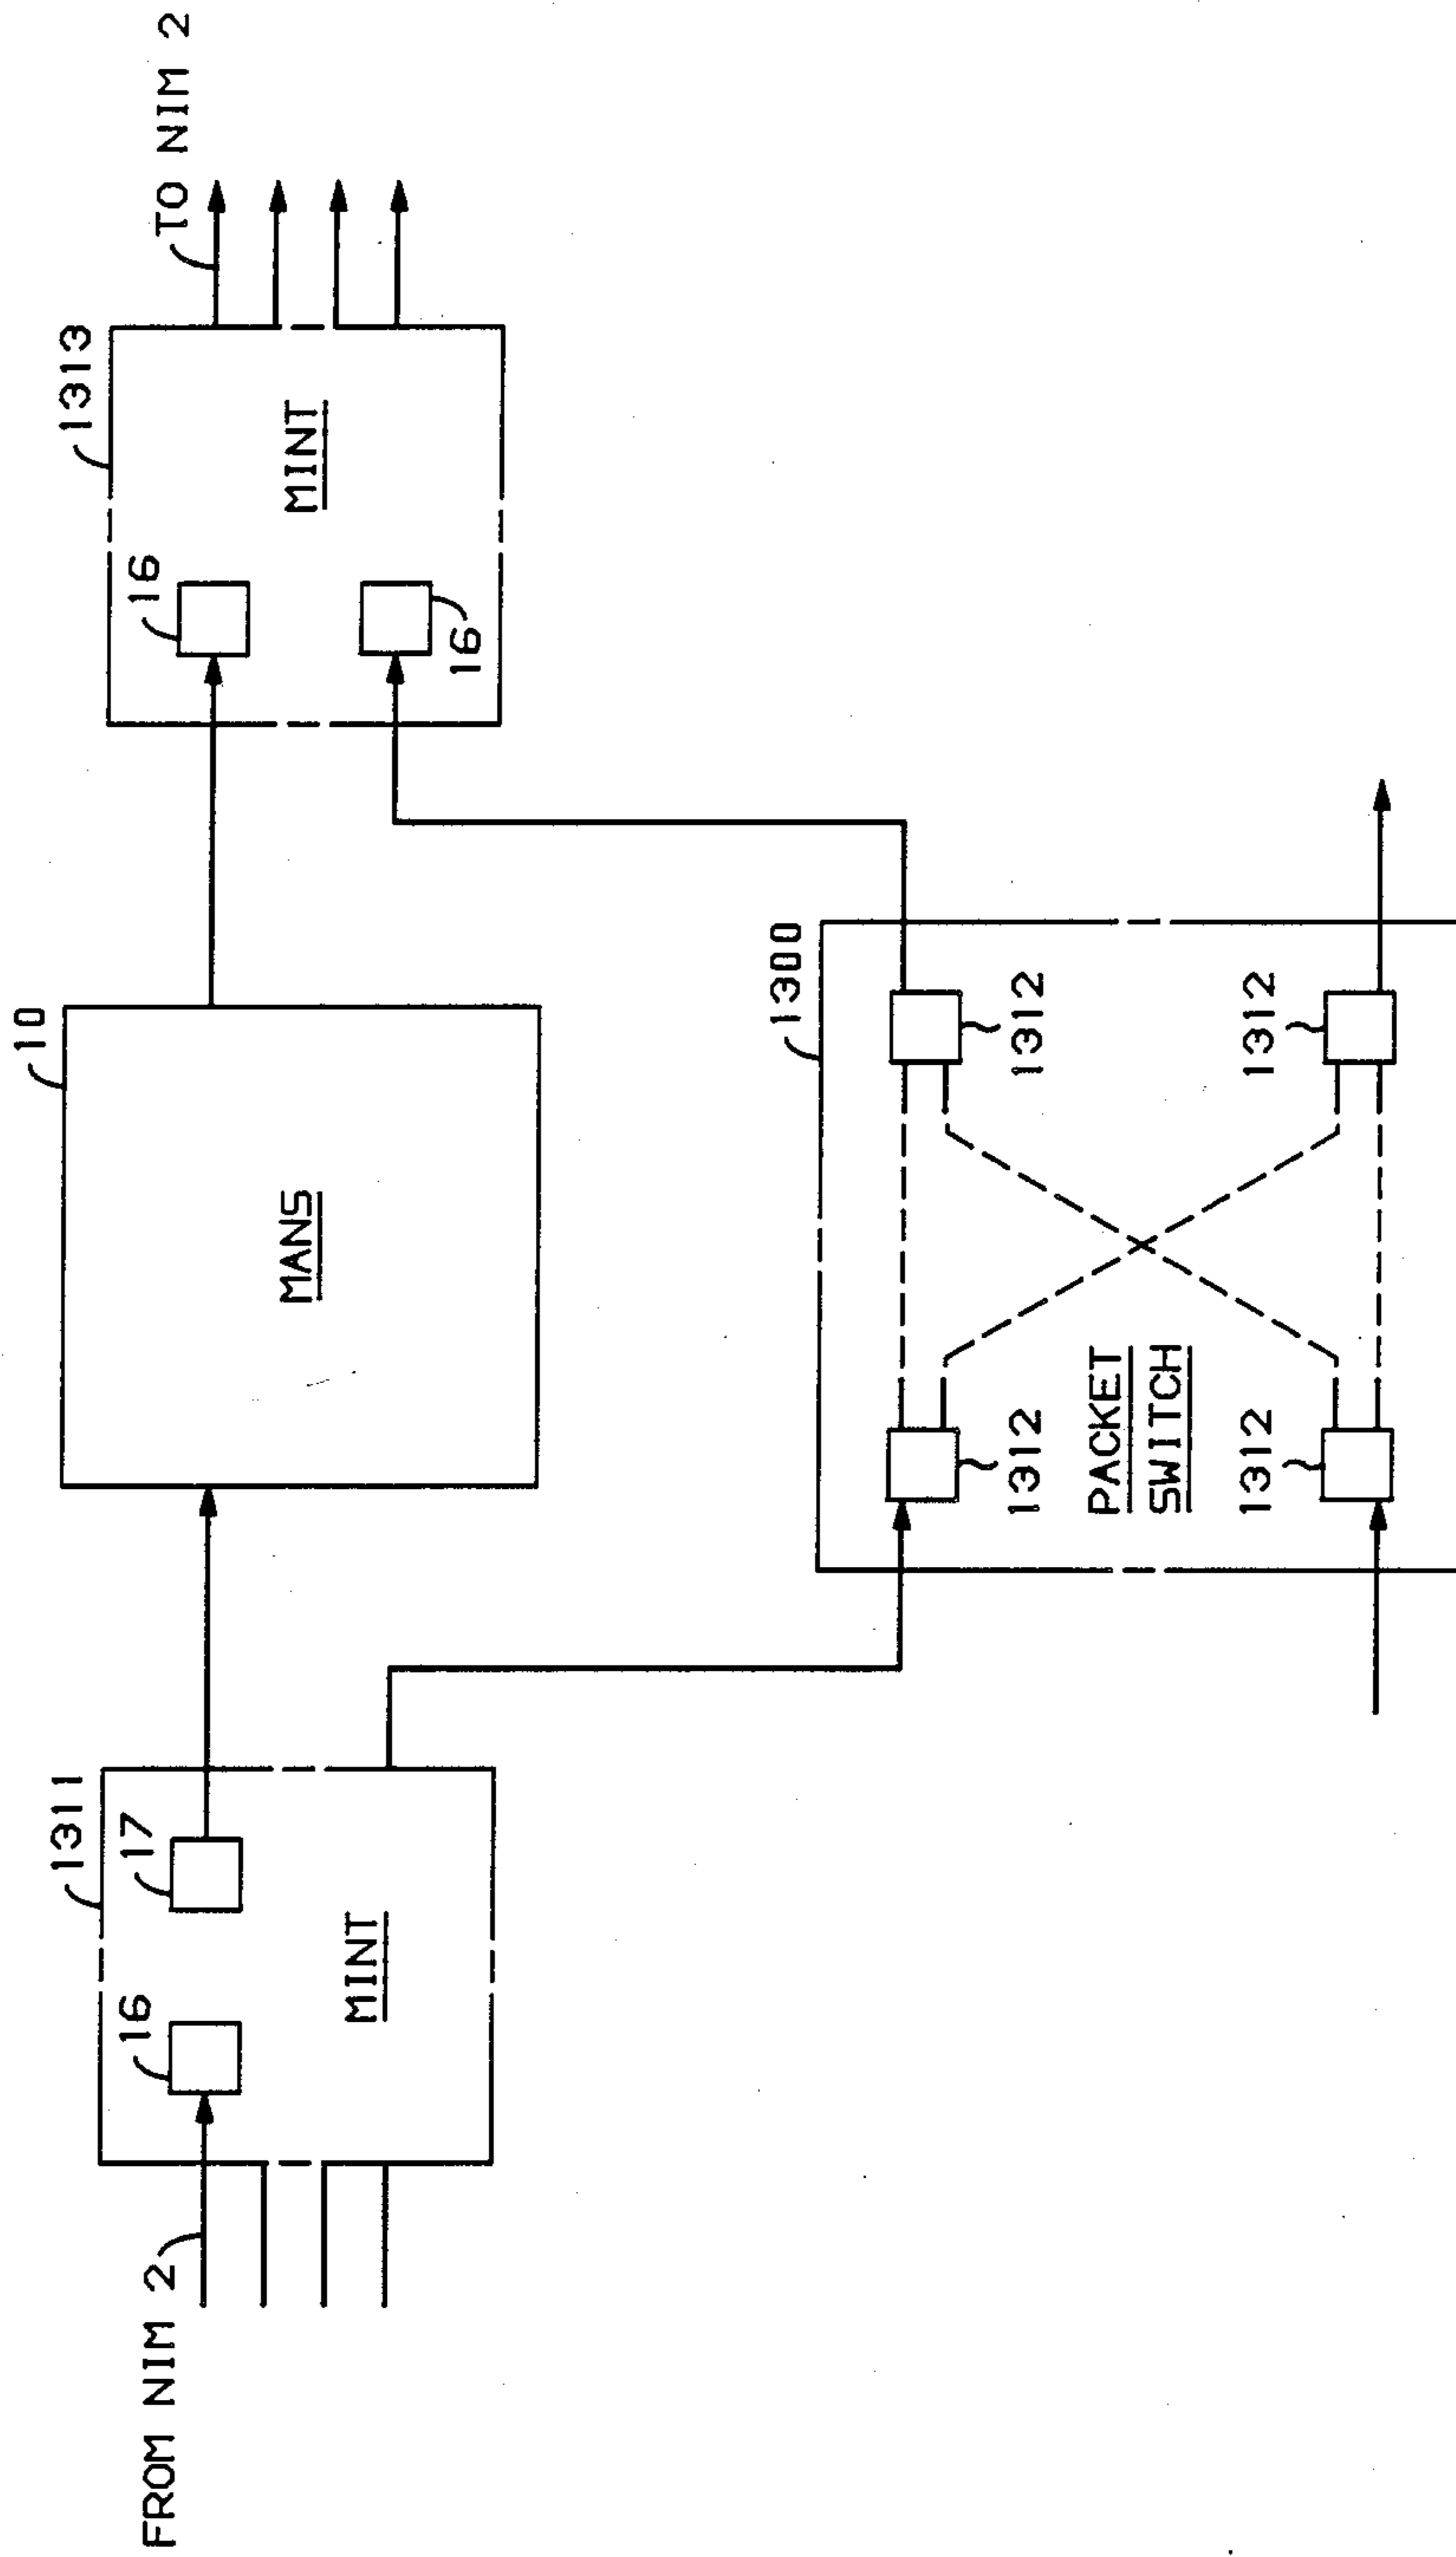 10
1311
1313
FROM NIM 2
16
17
16
TO NIM 2
MINT
MANS
MINT
16
1300
1312
1312
PACKET
SWITCH
1312
1312